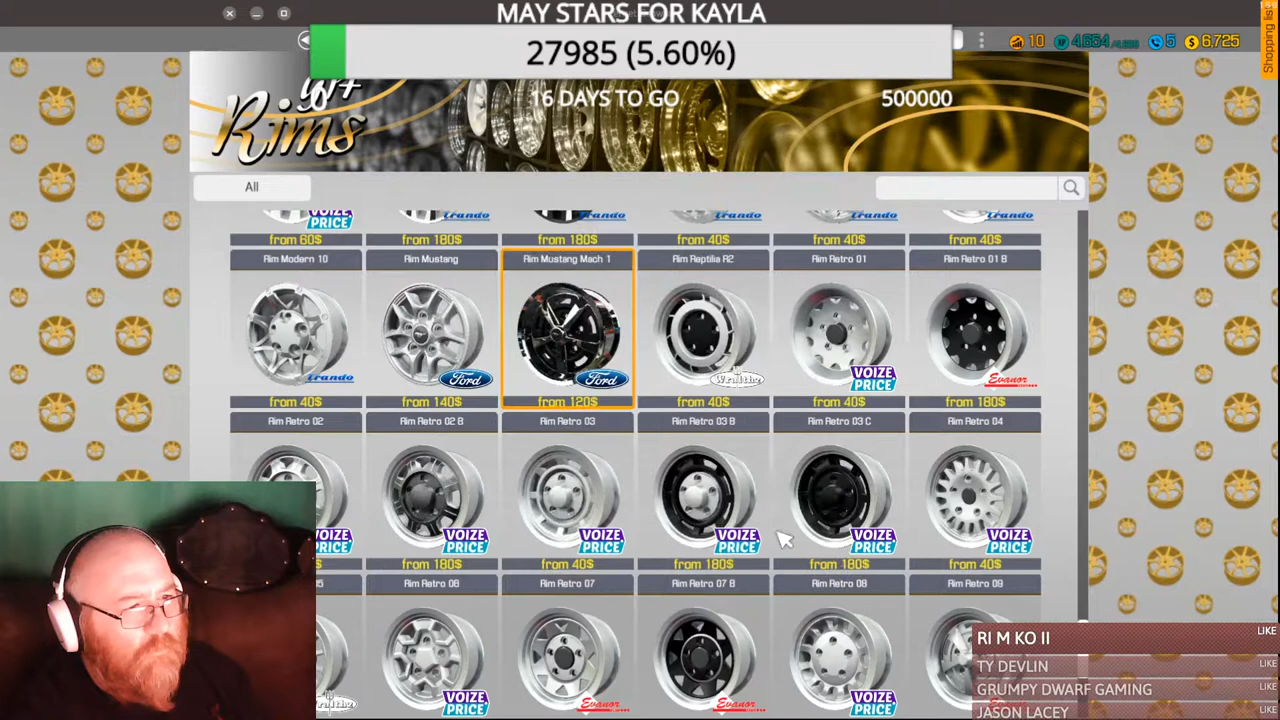 MAY STARS FOR KAYLA
27985 (5.60%)
16 DAYS TO GO 500000
10 4,654 5 $ 6,725
Shopping list
Rims
All
VOIZE PRICE
from 60$ from 180$ from 180$ from 40$ from 40$ from 40$
Rim Modern 10 Rim Mustang Rim Mustang Mach 1 Rim Reptilia R2 Rim Retro 01 Rim Retro 01 B
Ford Ford VOIZE PRICE Evanor
from 40$ from 140$ from 120$ from 40$ from 40$ from 180$
Rim Retro 02 Rim Retro 02 B Rim Retro 03 Rim Retro 03 B Rim Retro 03 C Rim Retro 04
VOIZE PRICE VOIZE PRICE VOIZE PRICE VOIZE PRICE VOIZE PRICE VOIZE PRICE
from 180$ from 40$ from 180$ from 180$ from 40$
Rim Retro 06 Rim Retro 07 Rim Retro 07 B Rim Retro 08 Rim Retro 09
VOIZE PRICE Evanor Evanor VOIZE PRICE
RI M KO II LIKE
TY DEVLIN LIKE
GRUMPY DWARF GAMING LIKE
JASON LACEY LIKE